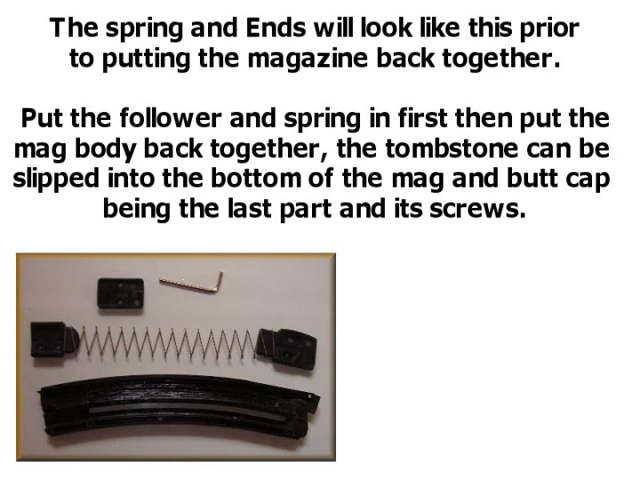 The spring and Ends will look like this prior
to putting the magazine back together.
Put the follower and spring in first then put the
mag body back together, the tombstone can be
slipped into the bottom of the mag and butt cap
being the last part and its screws.